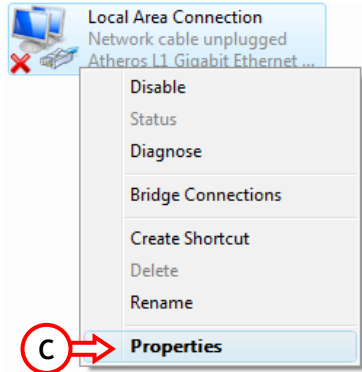 Local Area Connection
Network cable unplugged
Atheros L1 Gigabit Ethernet ...
Disable
Status
Diagnose
Bridge Connections
Create Shortcut
Delete
Rename
C Properties